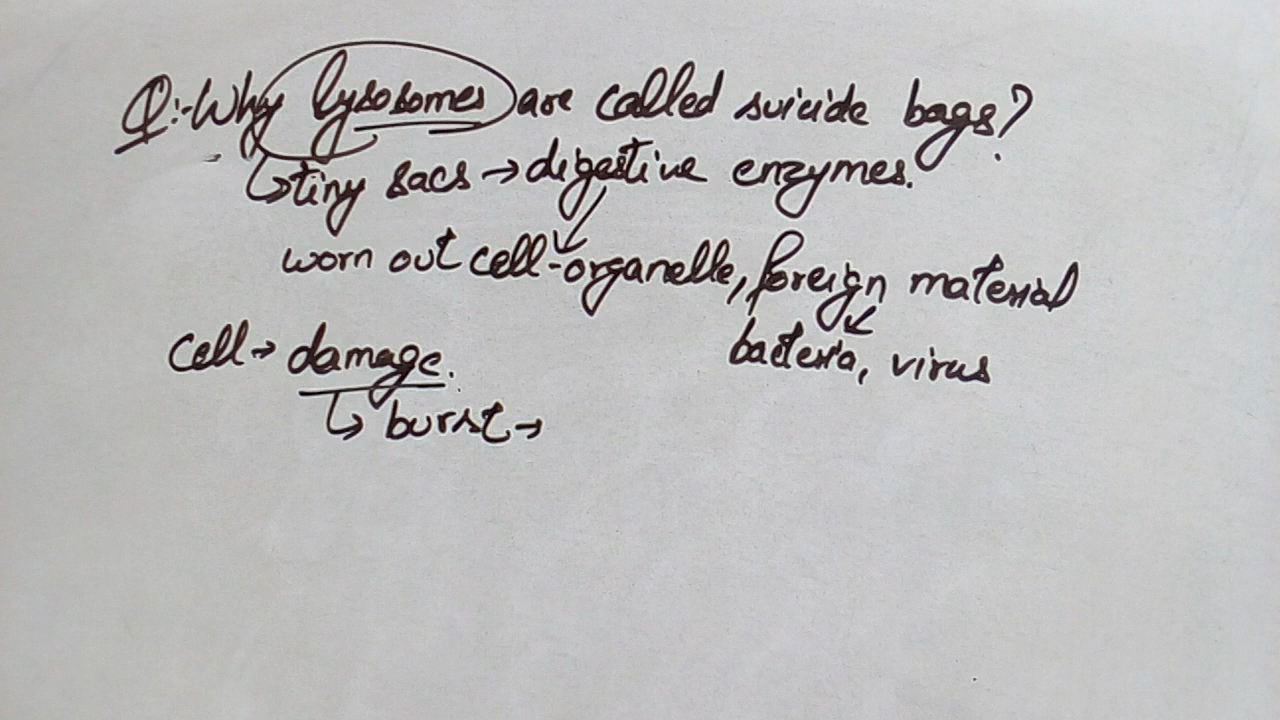 Q:- Why lysosomes are called suicide bags?
↳ tiny sacs → digestive enzymes.
worn out cell-organelle, foreign material
bacteria, virus
cell → damage.
↳ burst →